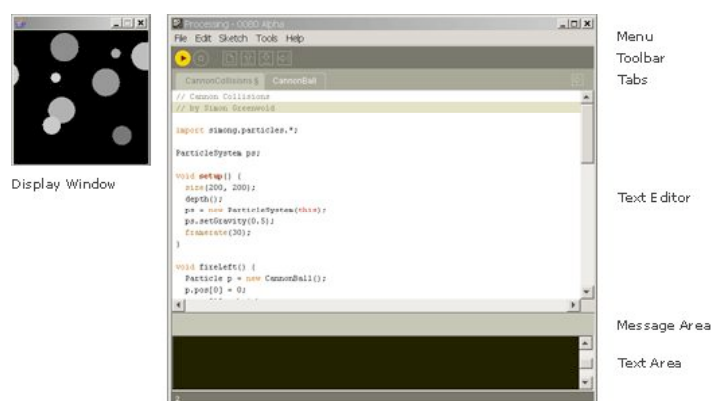 Processing - 0080 Alpha
File Edit Sketch Tools Help
CannonCollisions § CannonBall
// Cannon Collisions
// by Simon Greenwold
import simong.particles.*;
ParticleSystem ps;
void setup() {
size(200, 200);
depth();
ps = new ParticleSystem(this);
ps.setGravity(0.5);
framerate(30);
}
void fireleft() {
Particle p = new CannonBall();
p.pos[0] = 0;
2
Display Window
Menu
Toolbar
Tabs
Text Editor
Message Area
Text Area